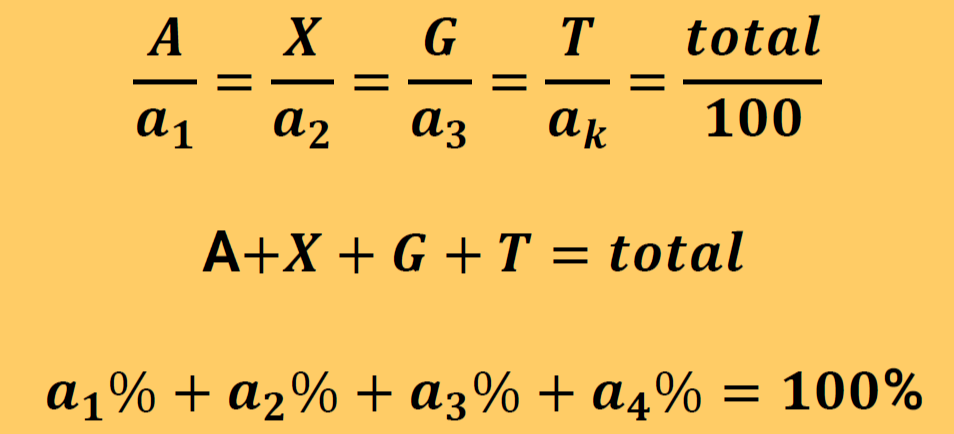 A/a₁ = X/a₂ = G/a₃ = T/aₖ = total/100
A+X + G + T = total
a₁% + a₂% + a₃% + a₄% = 100%